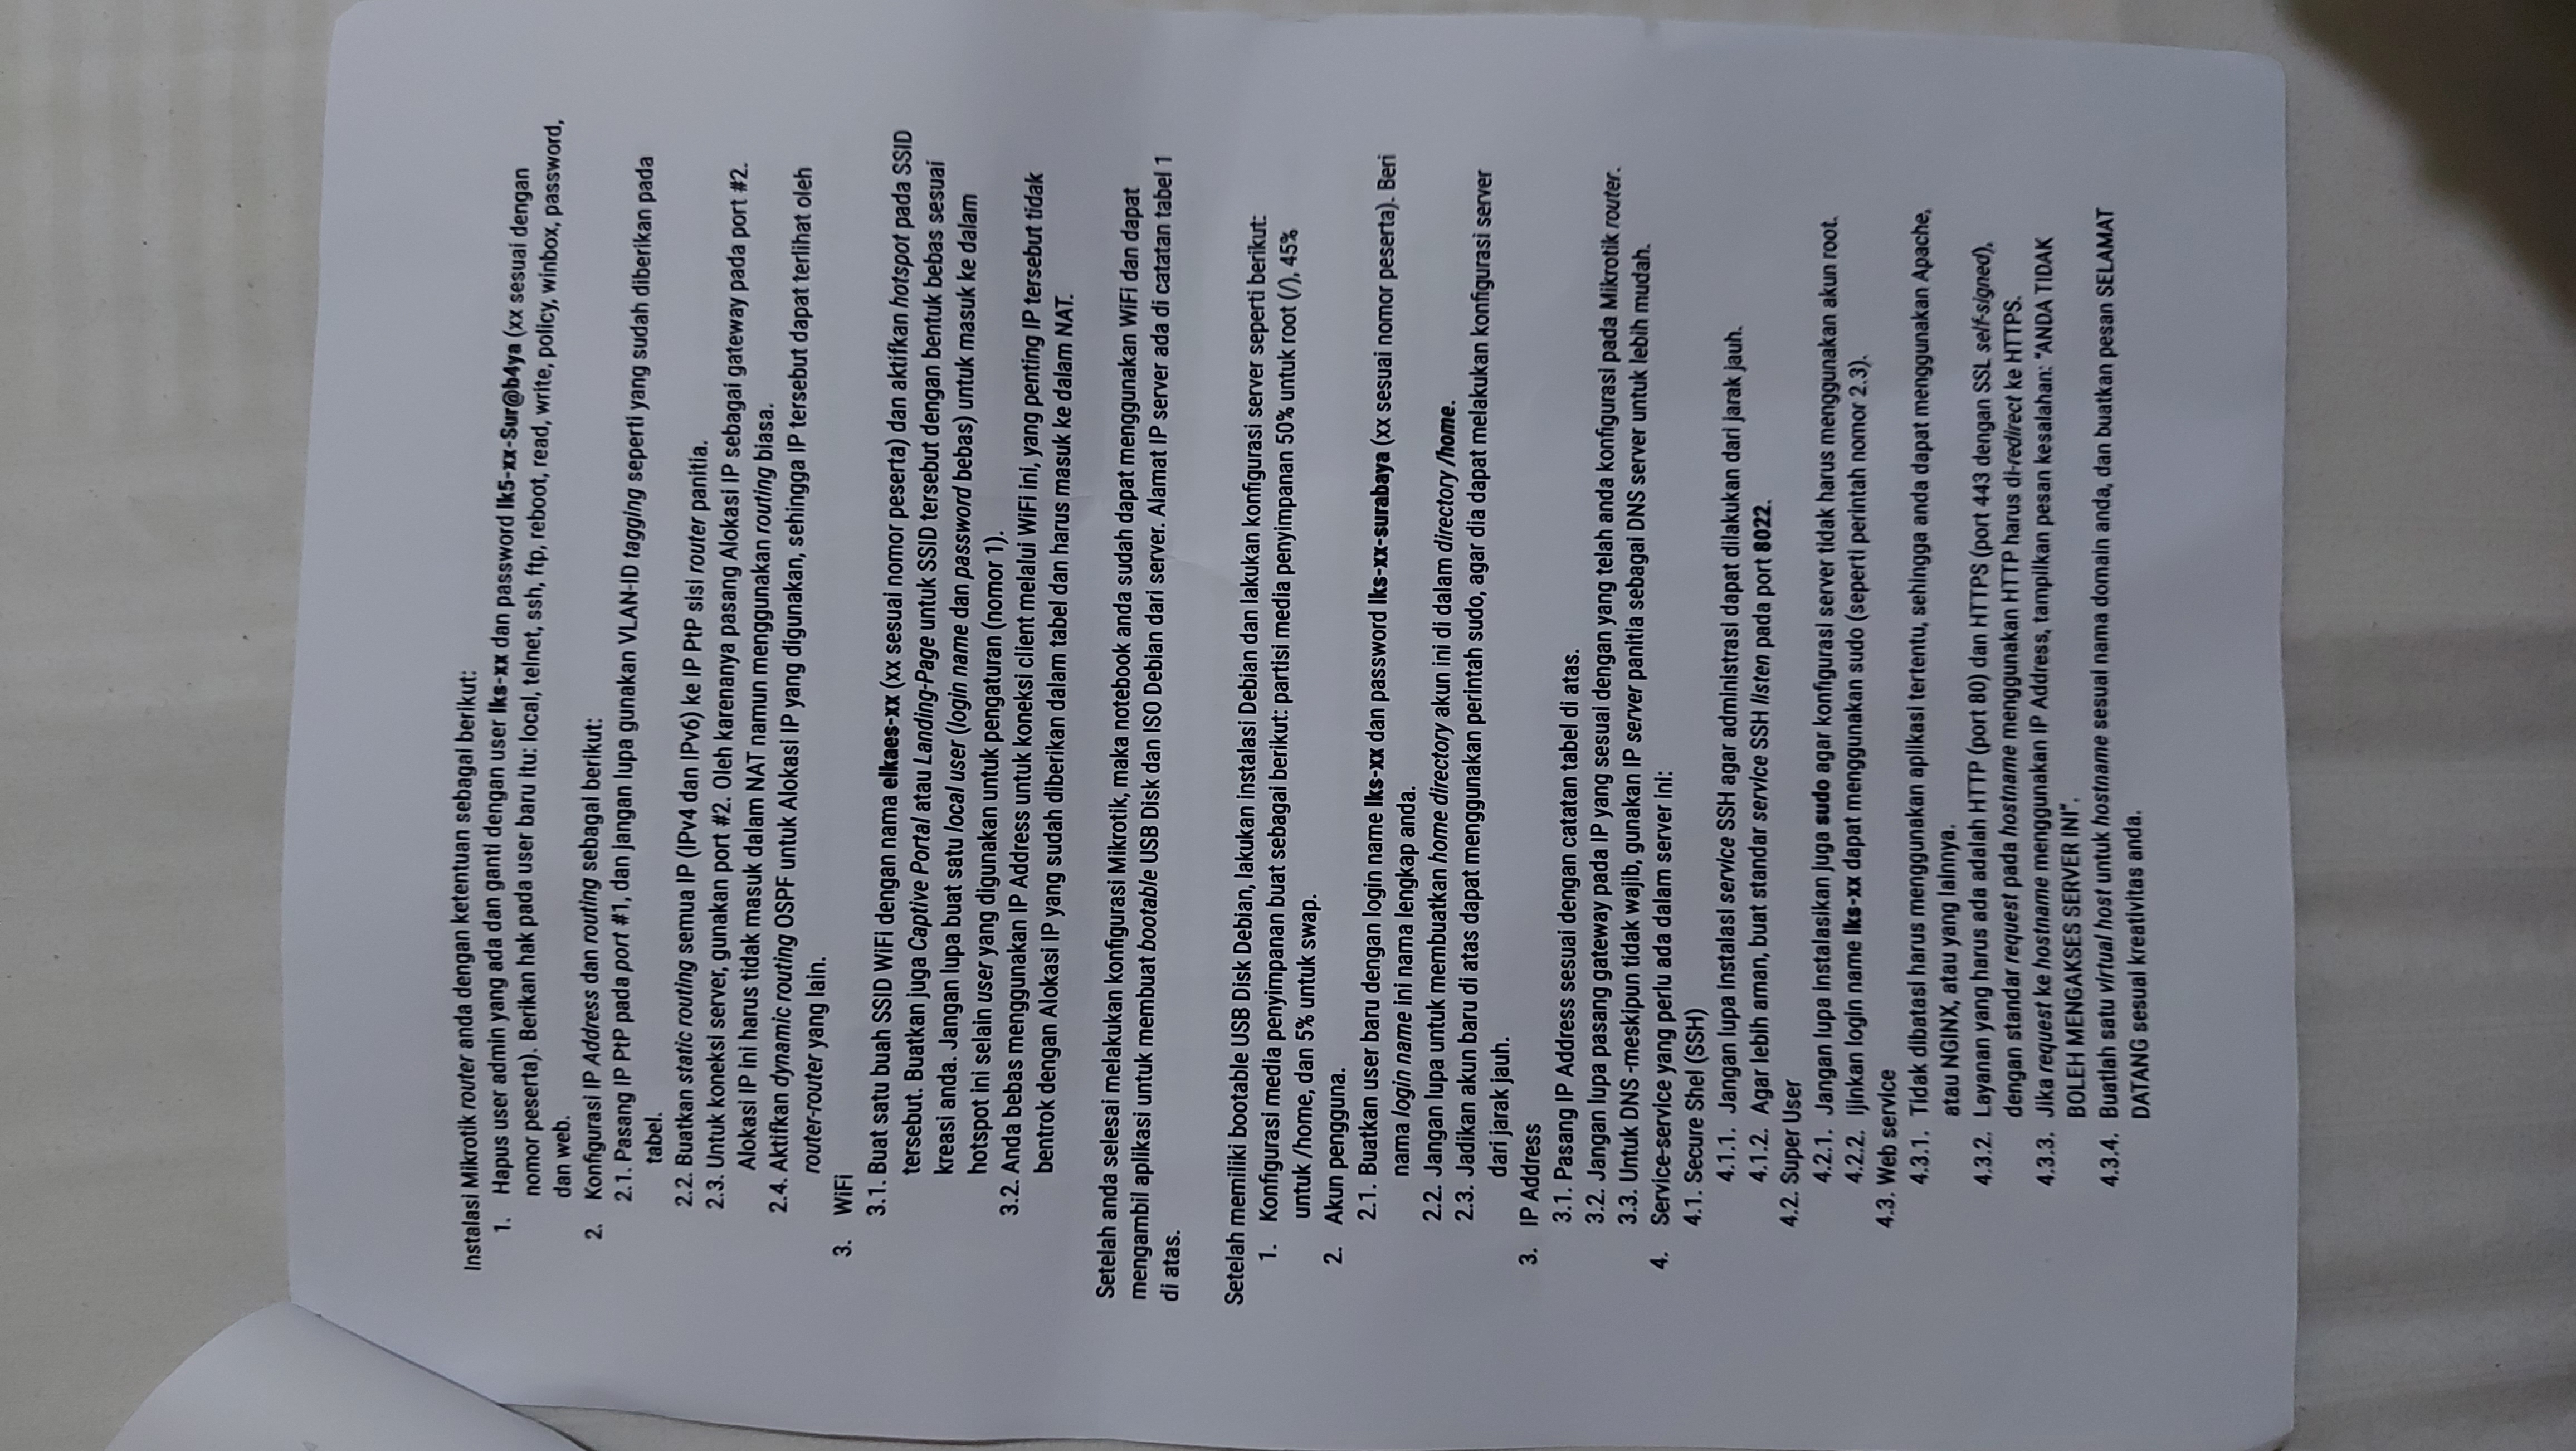 Instalasi Mikrotik router anda dengan ketentuan sebagai berikut:
1. Hapus user admin yang ada dan ganti dengan user lks-xx dan password lk5-xx-Sur@b4ya (xx sesuai dengan
nomor peserta). Berikan hak pada user baru itu: local, telnet, ssh, ftp, reboot, read, write, policy, winbox, password,
dan web.
2. Konfigurasi IP Address dan routing sebagai berikut:
2.1. Pasang IP PtP pada port #1, dan jangan lupa gunakan VLAN-ID tagging seperti yang sudah diberikan pada
tabel.
2.2. Buatkan static routing semua IP (IPv4 dan IPv6) ke IP PtP sisi router panitia.
2.3. Untuk koneksi server, gunakan port #2. Oleh karenanya pasang Alokasi IP sebagai gateway pada port #2.
Alokasi IP ini harus tidak masuk dalam NAT namun menggunakan routing biasa.
2.4. Aktifkan dynamic routing OSPF untuk Alokasi IP yang digunakan, sehingga IP tersebut dapat terlihat oleh
router-router yang lain.
3. WiFi
3.1. Buat satu buah SSID WiFi dengan nama elkaes-xx (xx sesuai nomor peserta) dan aktifkan hotspot pada SSID
tersebut. Buatkan juga Captive Portal atau Landing-Page untuk SSID tersebut dengan bentuk bebas sesuai
kreasi anda. Jangan lupa buat satu local user (login name dan password bebas) untuk masuk ke dalam
hotspot ini selain user yang digunakan untuk pengaturan (nomor 1).
3.2. Anda bebas menggunakan IP Address untuk koneksi client melalui WiFi ini, yang penting IP tersebut tidak
bentrok dengan Alokasi IP yang sudah diberikan dalam tabel dan harus masuk ke dalam NAT.
Setelah anda selesai melakukan konfigurasi Mikrotik, maka notebook anda sudah dapat menggunakan WiFi dan dapat
mengambil aplikasi untuk membuat bootable USB Disk dan ISO Debian dari server. Alamat IP server ada di catatan tabel 1
di atas.
Setelah memiliki bootable USB Disk Debian, lakukan instalasi Debian dan lakukan konfigurasi server seperti berikut:
1. Konfigurasi media penyimpanan buat sebagai berikut: partisi media penyimpanan 50% untuk root (/), 45%
untuk /home, dan 5% untuk swap.
2. Akun pengguna.
2.1. Buatkan user baru dengan login name lks-xx dan password lks-xx-surabaya (xx sesuai nomor peserta). Beri
nama login name ini nama lengkap anda.
2.2. Jangan lupa untuk membuatkan home directory akun ini di dalam directory /home.
2.3. Jadikan akun baru di atas dapat menggunakan perintah sudo, agar dia dapat melakukan konfigurasi server
dari jarak jauh.
3. IP Address
3.1. Pasang IP Address sesuai dengan catatan tabel di atas.
3.2. Jangan lupa pasang gateway pada IP yang sesuai dengan yang telah anda konfigurasi pada Mikrotik router.
3.3. Untuk DNS -meskipun tidak wajib, gunakan IP server panitia sebagai DNS server untuk lebih mudah.
4. Service-service yang perlu ada dalam server ini:
4.1. Secure Shel (SSH)
4.1.1. Jangan lupa instalasi service SSH agar administrasi dapat dilakukan dari jarak jauh.
4.1.2. Agar lebih aman, buat standar service SSH listen pada port 8022.
4.2. Super User
4.2.1. Jangan lupa instalasikan juga sudo agar konfigurasi server tidak harus menggunakan akun root.
4.2.2. Ijinkan login name lks-xx dapat menggunakan sudo (seperti perintah nomor 2.3).
4.3. Web service
4.3.1. Tidak dibatasi harus menggunakan aplikasi tertentu, sehingga anda dapat menggunakan Apache,
atau NGINX, atau yang lainnya.
4.3.2. Layanan yang harus ada adalah HTTP (port 80) dan HTTPS (port 443 dengan SSL self-signed),
dengan standar request pada hostname menggunakan HTTP harus di-redirect ke HTTPS.
4.3.3. Jika request ke hostname menggunakan IP Address, tampilkan pesan kesalahan: "ANDA TIDAK
BOLEH MENGAKSES SERVER INI".
4.3.4. Buatlah satu virtual host untuk hostname sesuai nama domain anda, dan buatkan pesan SELAMAT
DATANG sesuai kreativitas anda.